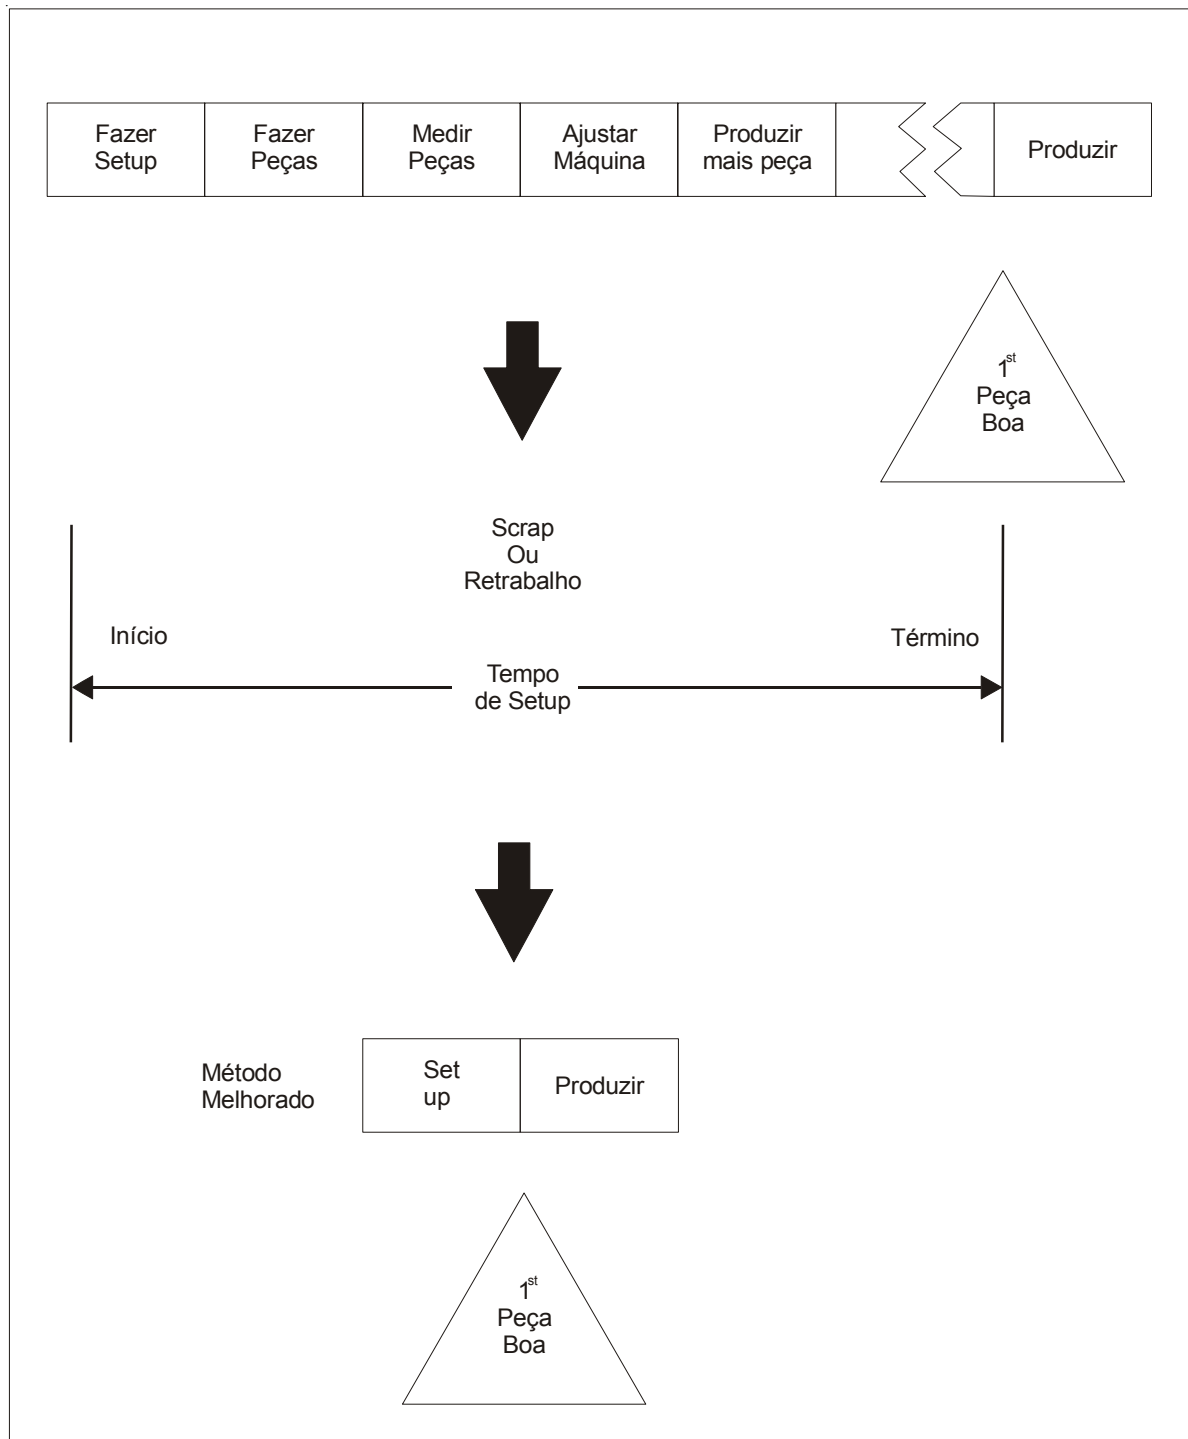 Fazer
Setup
Fazer
Peças
Medir
Peças
Ajustar
Máquina
Produzir
mais peça
Produzir
1st
Peça
Boa
Scrap
Ou
Retrabalho
Início
Término
Tempo
de Setup
Método
Melhorado
Set
up
Produzir
1st
Peça
Boa